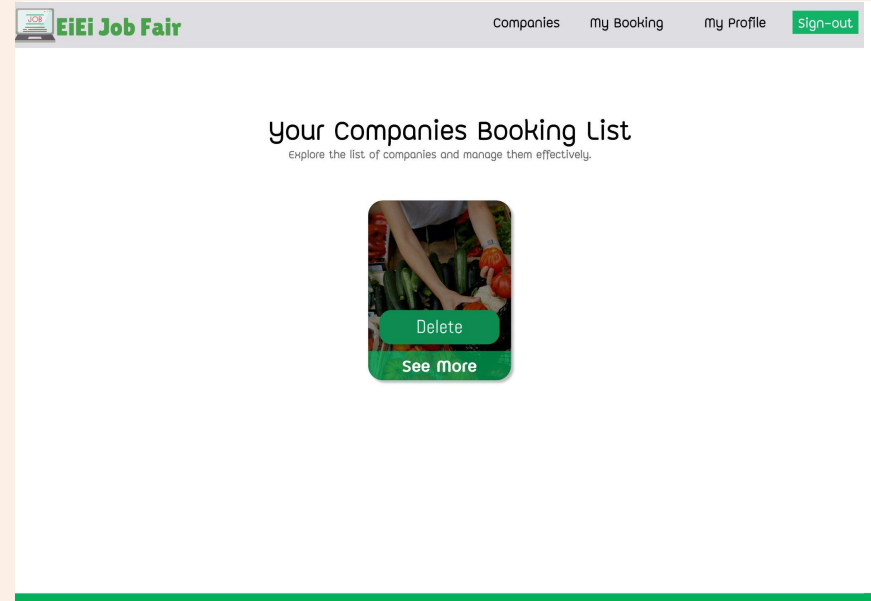 JOB
EiEi Job Fair
Companies
My Booking
My Profile
Sign-out
Your Companies Booking List
Explore the list of companies and manage them effectively.
Delete
See More